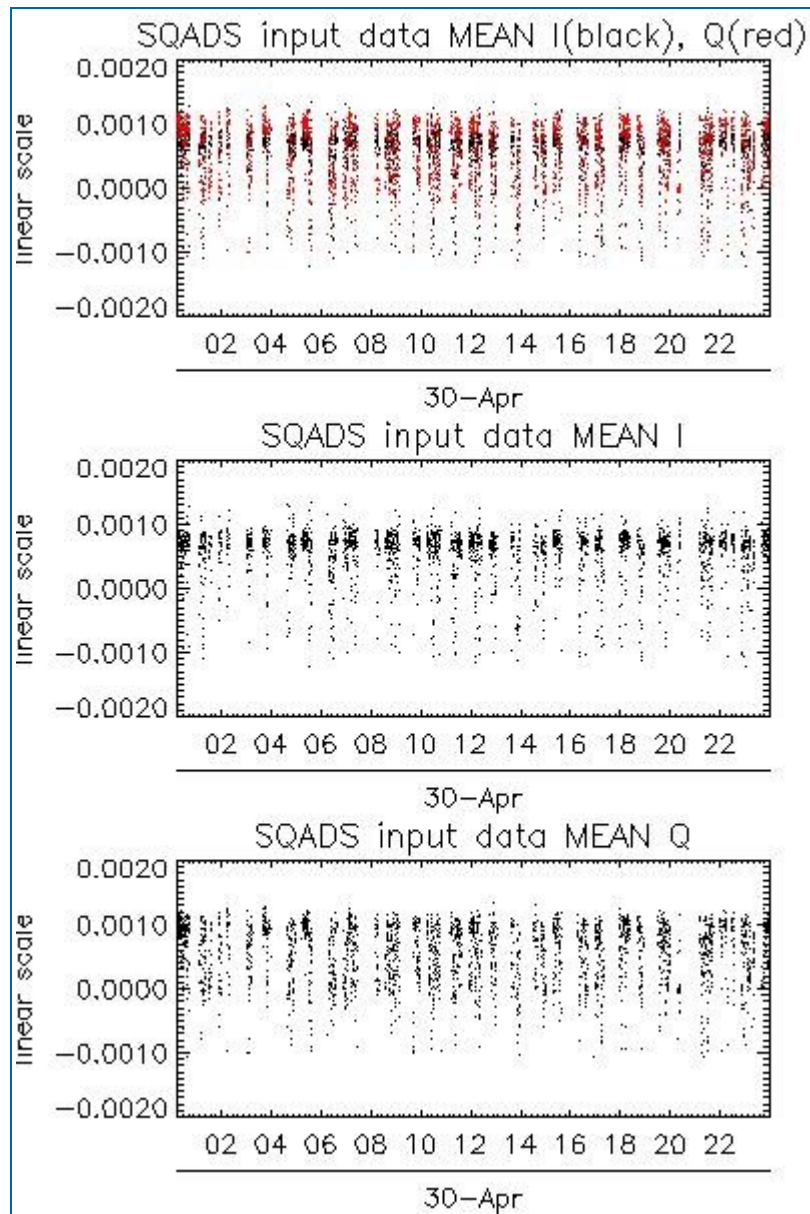 SQADS input data MEAN I(black), Q(red)
linear scale
0.0020
0.0010
0.0000
−0.0010
−0.0020
02 04 06 08 10 12 14 16 18 20 22
30−Apr
SQADS input data MEAN I
linear scale
0.0020
0.0010
0.0000
−0.0010
−0.0020
02 04 06 08 10 12 14 16 18 20 22
30−Apr
SQADS input data MEAN Q
linear scale
0.0020
0.0010
0.0000
−0.0010
−0.0020
02 04 06 08 10 12 14 16 18 20 22
30−Apr